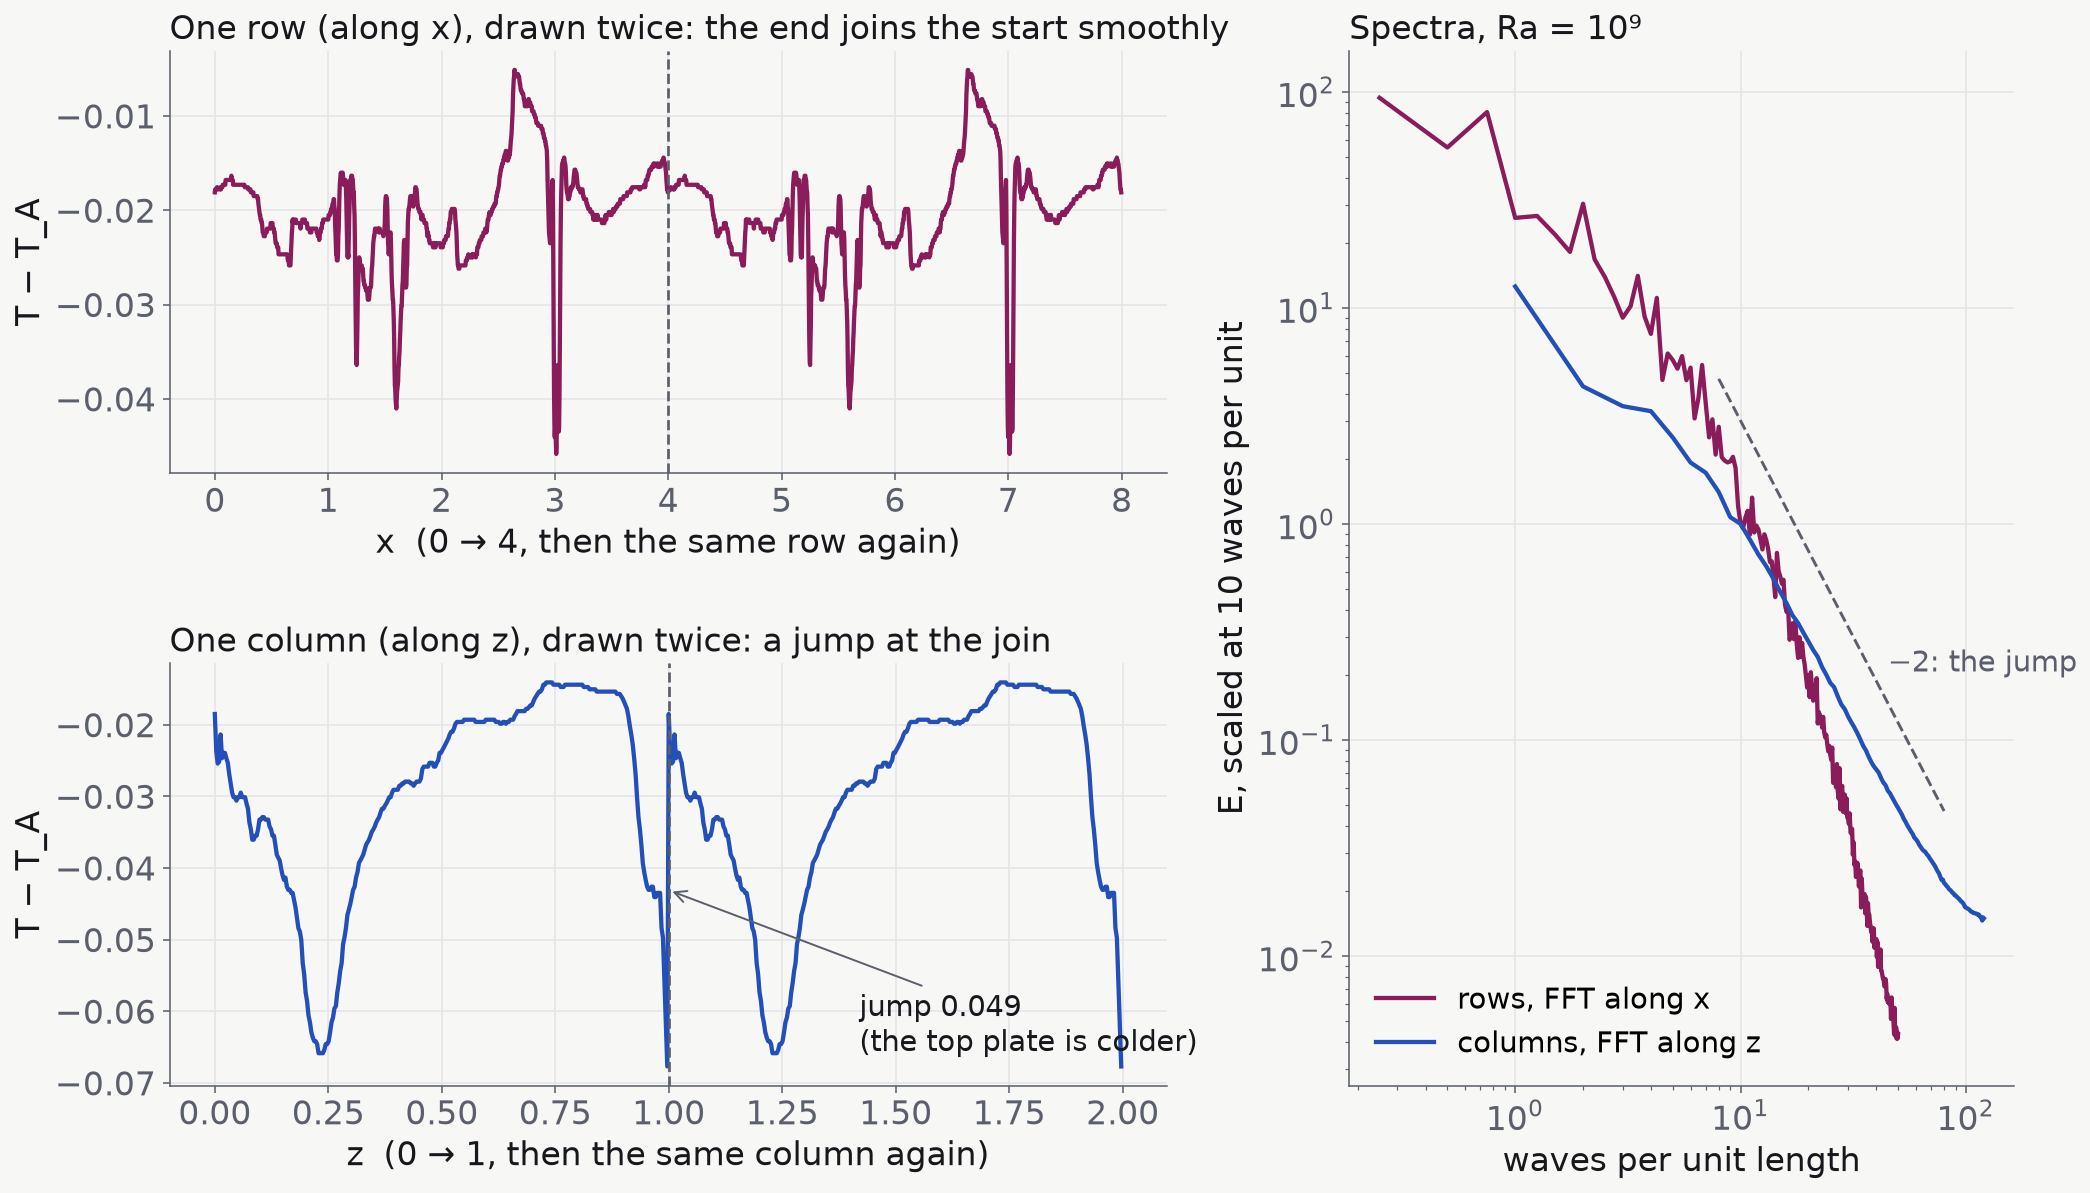 One row (along x), drawn twice: the end joins the start smoothly
T − T_A
−0.01
−0.02
−0.03
−0.04
0 1 2 3 4 5 6 7 8
x (0 → 4, then the same row again)
One column (along z), drawn twice: a jump at the join
T − T_A
−0.02
−0.03
−0.04
−0.05
−0.06
−0.07
jump 0.049
(the top plate is colder)
0.00 0.25 0.50 0.75 1.00 1.25 1.50 1.75 2.00
z (0 → 1, then the same column again)
Spectra, Ra = 10⁹
E, scaled at 10 waves per unit
10²
10¹
10⁰
10⁻¹
10⁻²
−2: the jump
rows, FFT along x
columns, FFT along z
10⁰ 10¹ 10²
waves per unit length